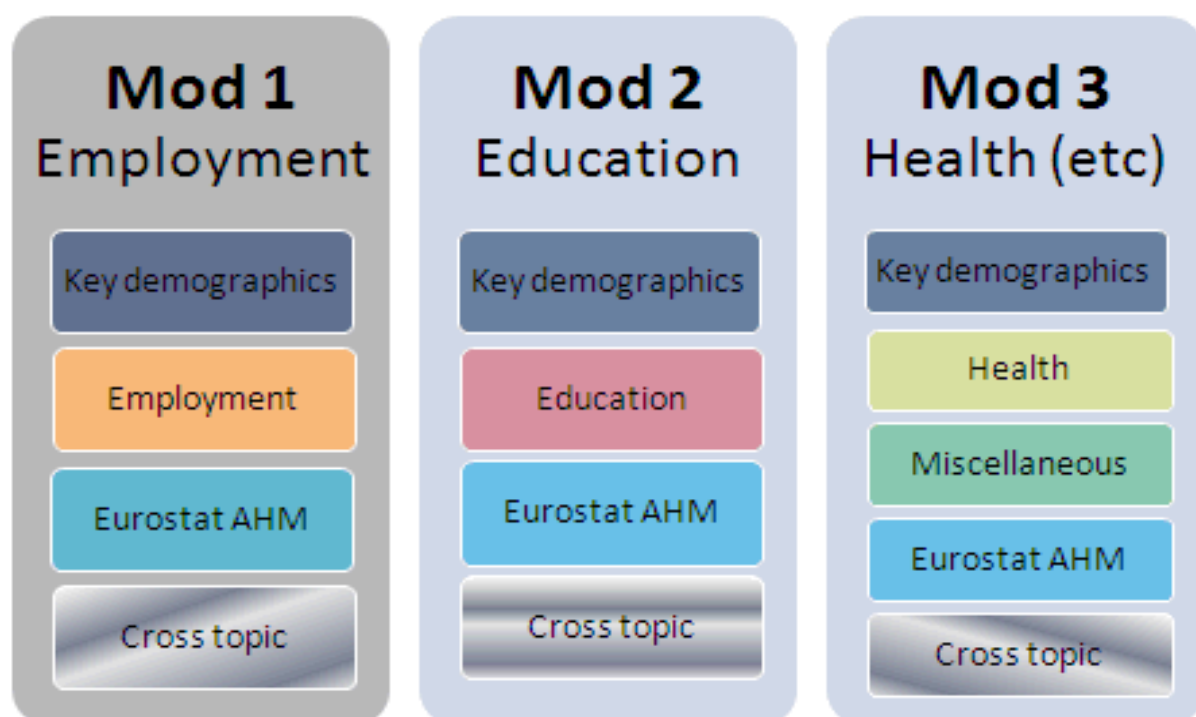 Mod 1
Employment
Key demographics
Employment
Eurostat AHM
Cross topic
Mod 2
Education
Key demographics
Education
Eurostat AHM
Cross topic
Mod 3
Health (etc)
Key demographics
Health
Miscellaneous
Eurostat AHM
Cross topic